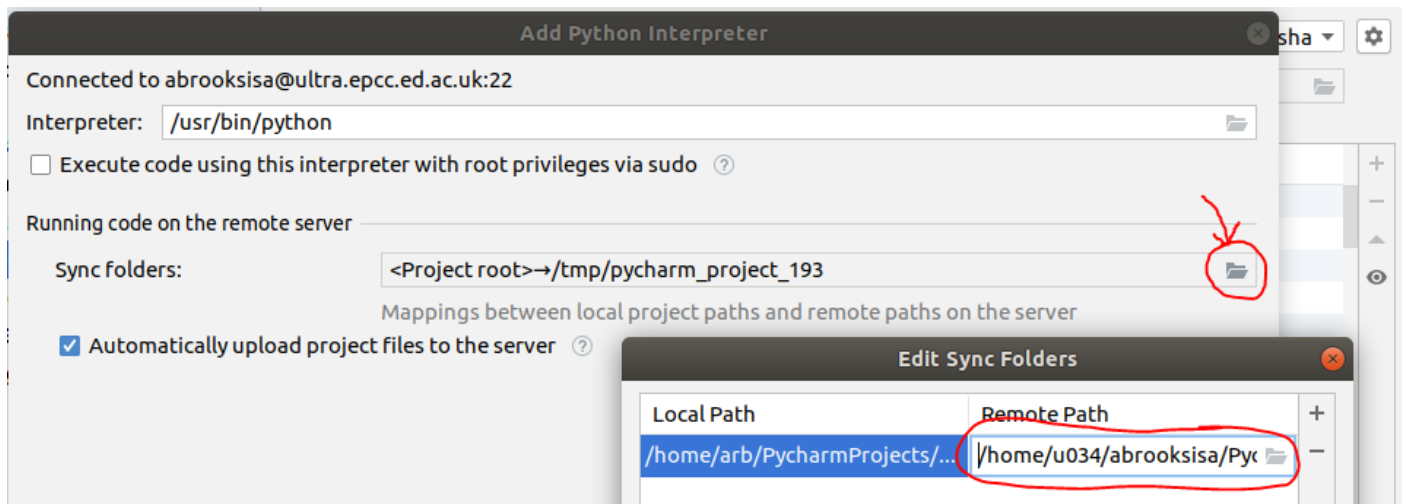 Add Python Interpreter
sha
Connected to abrooksisa@ultra.epcc.ed.ac.uk:22
Interpreter: /usr/bin/python
Execute code using this interpreter with root privileges via sudo ?
Running code on the remote server
Sync folders: <Project root>→/tmp/pycharm_project_193
Mappings between local project paths and remote paths on the server
Automatically upload project files to the server ?
Edit Sync Folders
Local Path Remote Path
/home/arb/PycharmProjects/... /home/u034/abrooksisa/Pyc